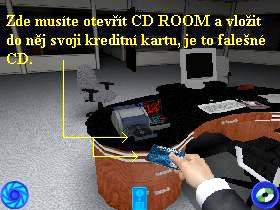 Zde musíte otevřít CD ROOM a vložit
do něj svoji kreditní kartu, je to falešné
CD.